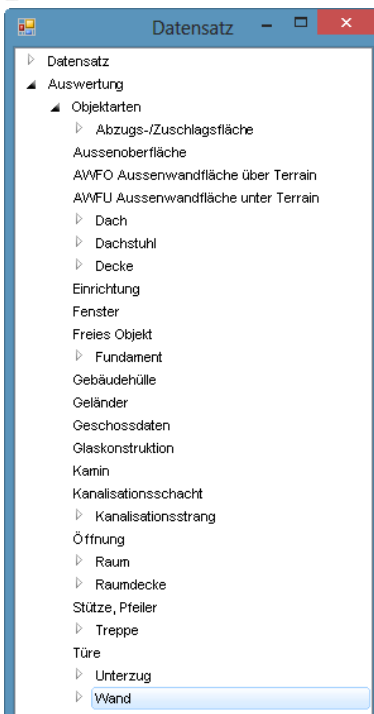 Datensatz
Datensatz
Auswertung
Objektarten
Abzugs-/Zuschlagsfläche
Aussenoberfläche
AWFO Aussenwandfläche über Terrain
AWFU Aussenwandfläche unter Terrain
Dach
Dachstuhl
Decke
Einrichtung
Fenster
Freies Objekt
Fundament
Gebäudehülle
Geländer
Geschossdaten
Glaskonstruktion
Kamin
Kanalisationsschacht
Kanalisationsstrang
Öffnung
Raum
Raumdecke
Stütze, Pfeiler
Treppe
Türe
Unterzug
Wand